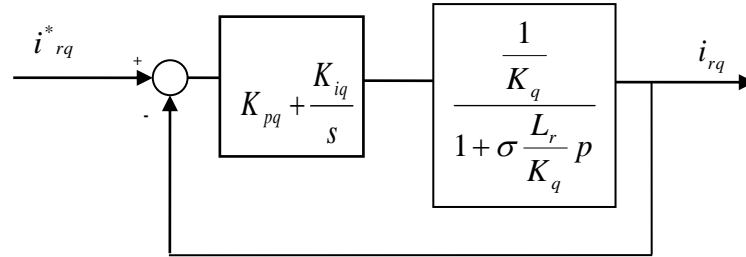 i*rq
+
-
Kpq + Kiq/s
1/Kq
1 + σ Lr/Kq p
irq